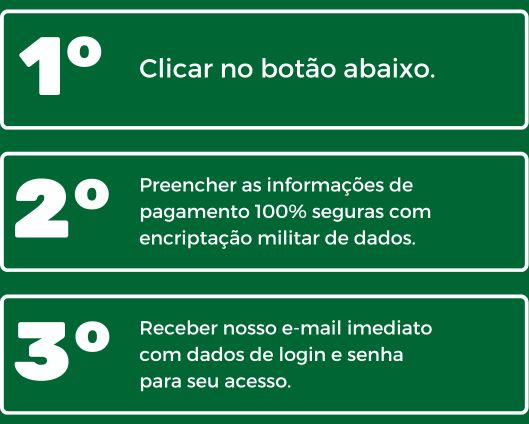 1º
Clicar no botão abaixo.
2º
Preencher as informações de
pagamento 100% seguras com
encriptação militar de dados.
3º
Receber nosso e-mail imediato
com dados de login e senha
para seu acesso.